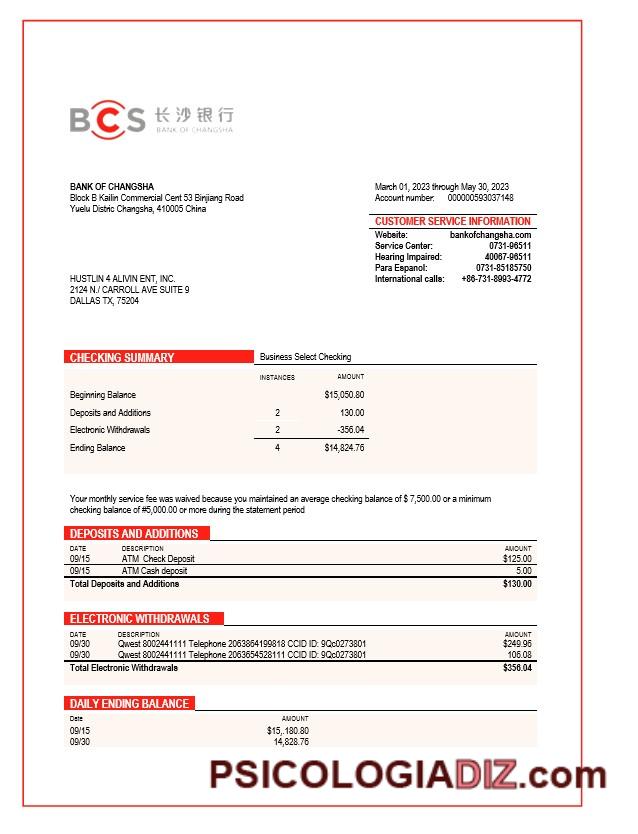 BCS 长沙银行
BANK OF CHANGSHA
BANK OF CHANGSHA
Block B Kailin Commercial Cent 53 Binjiang Road
Yuelu Distric Changsha, 410005 China
March 01, 2023 through May 30, 2023
Account number: 000000593037148
CUSTOMER SERVICE INFORMATION
Website: bankofchangsha.com
Service Center: 0731-96511
Hearing Impaired: 40067-96511
Para Espanol: 0731-85185750
International calls: +86-731-8993-4772
HUSTLIN 4 ALIVIN ENT, INC.
2124 N./ CARROLL AVE SUITE 9
DALLAS TX, 75204
CHECKING SUMMARY Business Select Checking
INSTANCES AMOUNT
Beginning Balance $15,050.80
Deposits and Additions 2 130.00
Electronic Withdrawals 2 -356.04
Ending Balance 4 $14,824.76
Your monthly service fee was waived because you maintained an average checking balance of $ 7,500.00 or a minimum
checking balance of #5,000.00 or more during the statement period
DEPOSITS AND ADDITIONS
DATE DESCRIPTION AMOUNT
09/15 ATM Check Deposit $125.00
09/15 ATM Cash deposit 5.00
Total Deposits and Additions $130.00
ELECTRONIC WITHDRAWALS
DATE DESCRIPTION AMOUNT
09/30 Qwest 8002441111 Telephone 2063864199818 CCID ID: 9Qc0273801 $249.96
09/30 Qwest 8002441111 Telephone 2063654528111 CCID ID: 9Qc0273801 106.08
Total Electronic Withdrawals $356.04
DAILY ENDING BALANCE
Date AMOUNT
09/15 $15,.180.80
09/30 14,828.76
PSICOLOGIADIZ.com